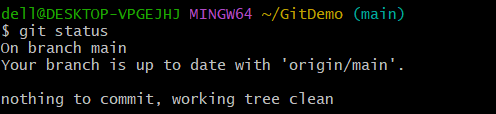 dell@DESKTOP-VPGEJHJ MINGW64 ~/GitDemo (main)
$ git status
On branch main
Your branch is up to date with 'origin/main'.
nothing to commit, working tree clean